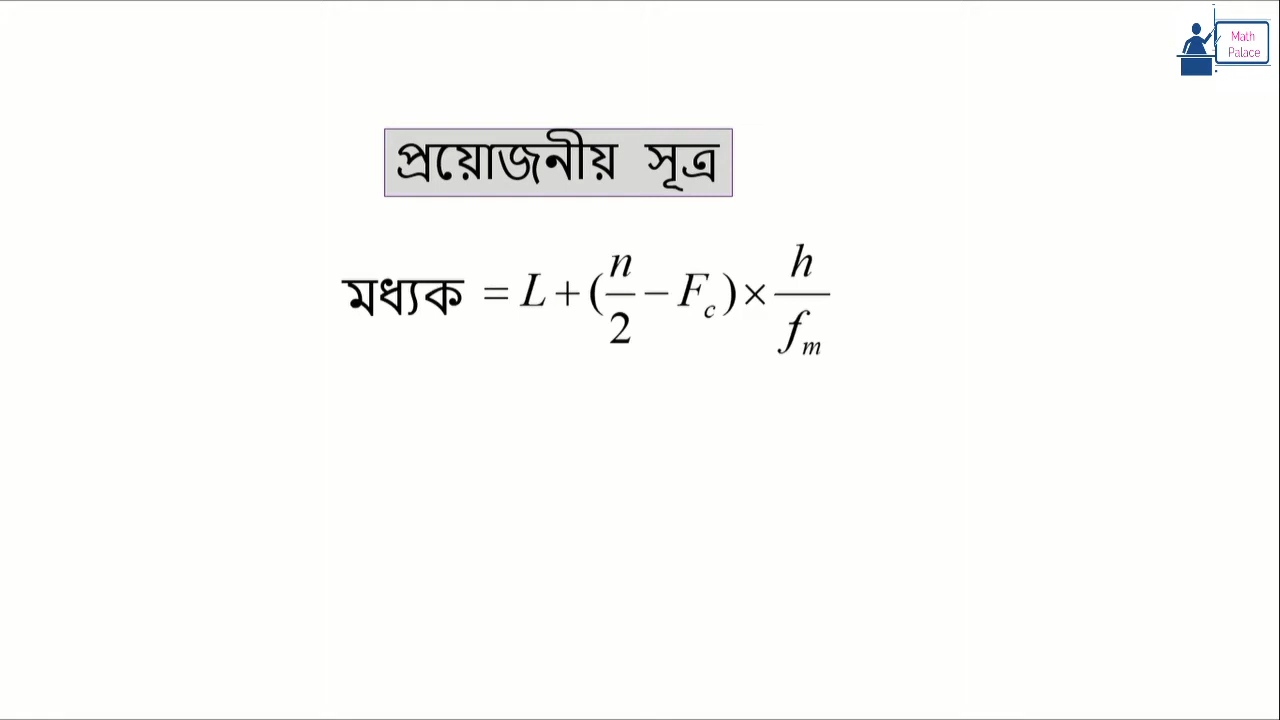 Math
Palace
প্রয়োজনীয় সূত্র
মধ্যক = L + (n/2 − F_c) × h/f_m